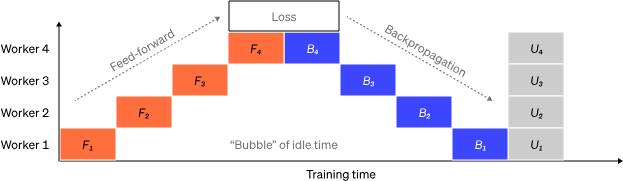 Loss
Feed-forward
Backpropagation
Worker 4
F4
B4
U4
Worker 3
F3
B3
U3
Worker 2
F2
B2
U2
Worker 1
F1
“Bubble” of idle time
B1
U1
Training time